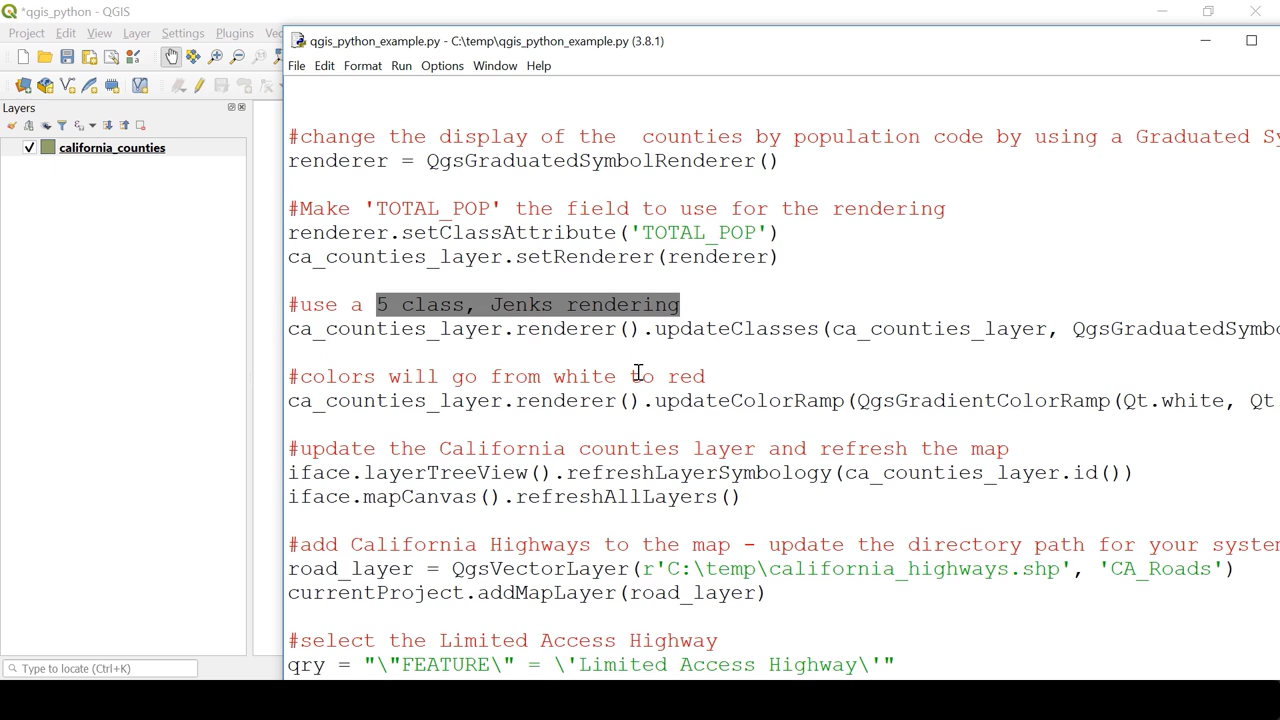 *qgis_python - QGIS
Project Edit View Layer Settings Plugins
Layers
california_counties
Type to locate (Ctrl+K)
qgis_python_example.py - C:\temp\qgis_python_example.py (3.8.1)
File Edit Format Run Options Window Help
#change the display of the  counties by population code by using a Graduated
renderer = QgsGraduatedSymbolRenderer()
#Make 'TOTAL_POP' the field to use for the rendering
renderer.setClassAttribute('TOTAL_POP')
ca_counties_layer.setRenderer(renderer)
#use a 5 class, Jenks rendering
ca_counties_layer.renderer().updateClasses(ca_counties_layer, QgsGraduatedSymbo
#colors will go from white to red
ca_counties_layer.renderer().updateColorRamp(QgsGradientColorRamp(Qt.white, Qt
#update the California counties layer and refresh the map
iface.layerTreeView().refreshLayerSymbology(ca_counties_layer.id())
iface.mapCanvas().refreshAllLayers()
#add California Highways to the map - update the directory path for your system
road_layer = QgsVectorLayer(r'C:\temp\california_highways.shp', 'CA_Roads')
currentProject.addMapLayer(road_layer)
#select the Limited Access Highway
qry = "\"FEATURE\" = \'Limited Access Highway\'"